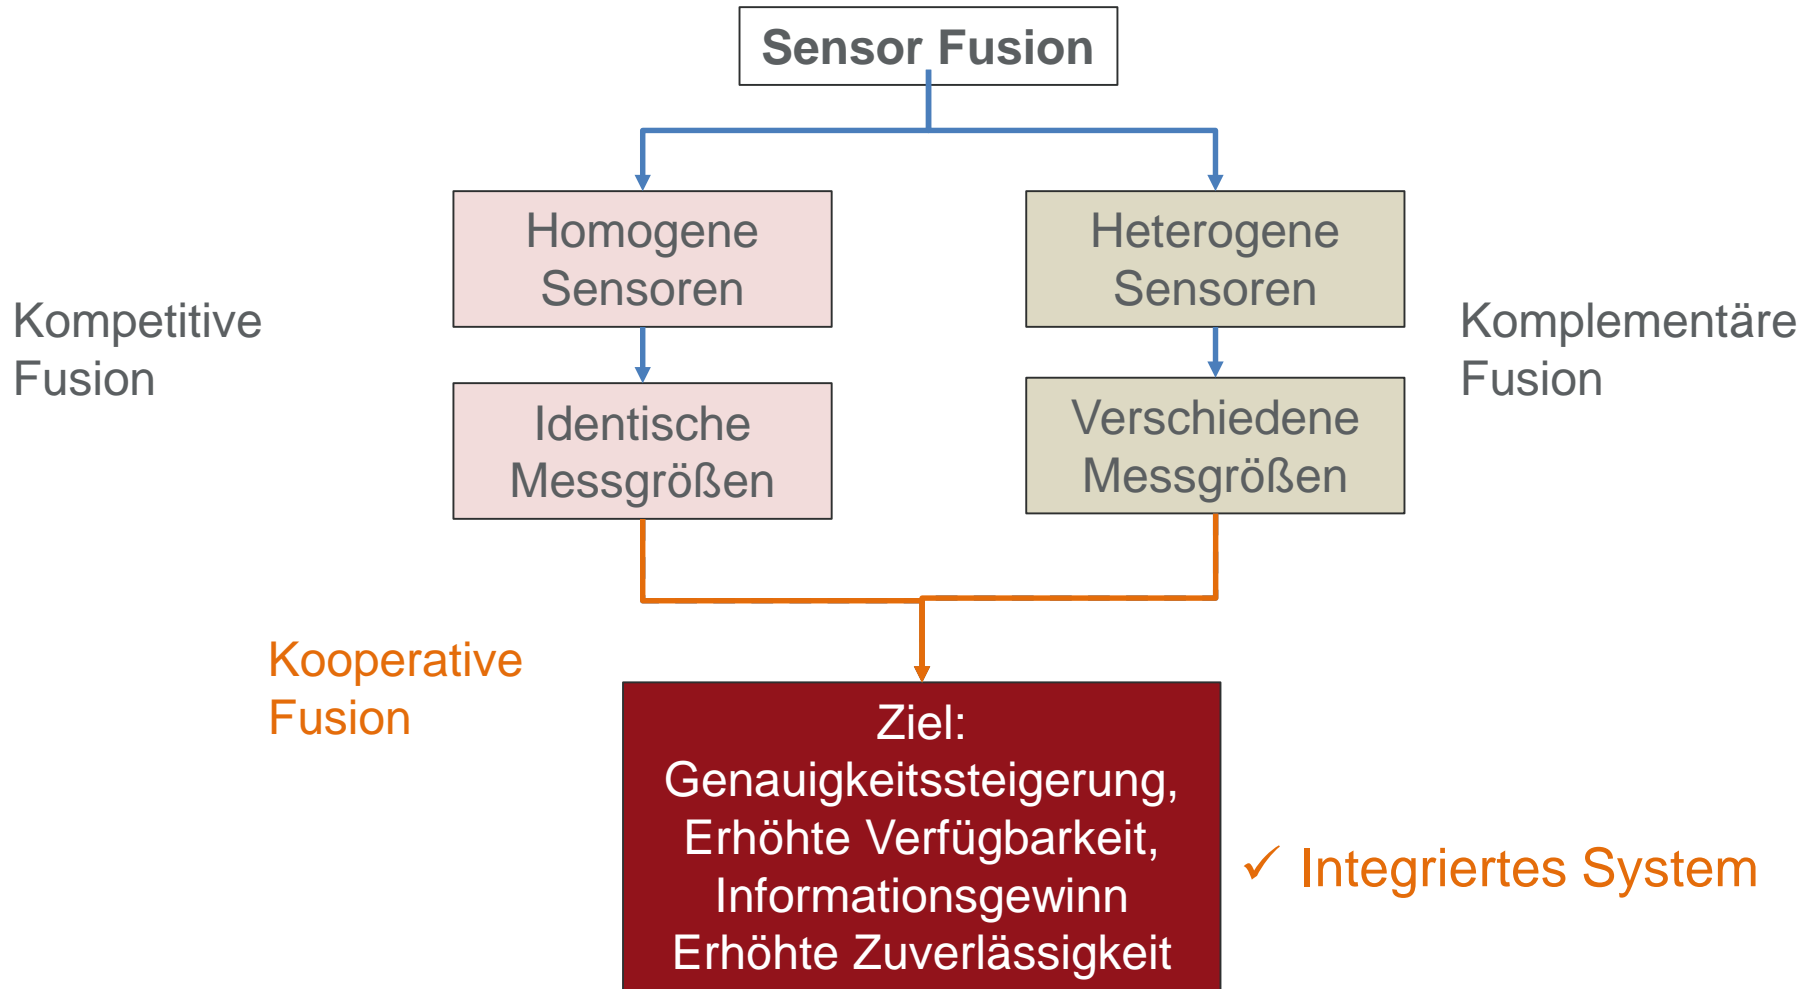 Sensor Fusion
Homogene
Sensoren
Heterogene
Sensoren
Kompetitive
Fusion
Komplementäre
Fusion
Identische
Messgrößen
Verschiedene
Messgrößen
Kooperative
Fusion
Ziel:
Genauigkeitssteigerung,
Erhöhte Verfügbarkeit,
Informationsgewinn
Erhöhte Zuverlässigkeit
✓ Integriertes System